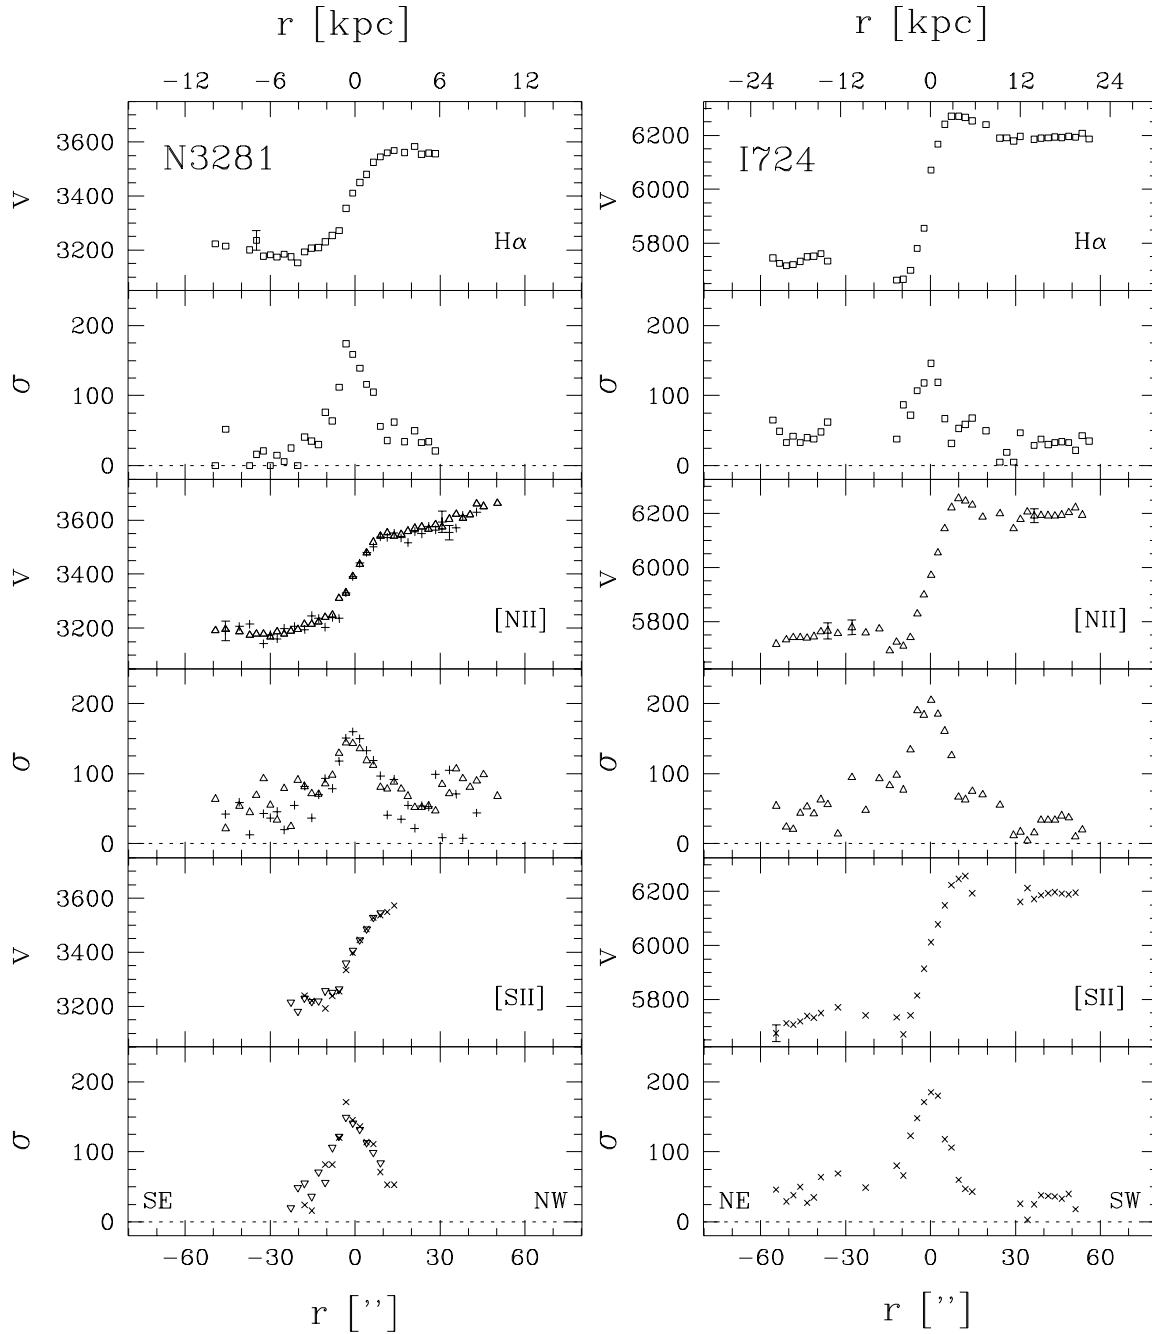 r [kpc] r [kpc]
−12 −6 0 6 12 −24 −12 0 12 24
N3281 I724
3600 6200
v 3400 v 6000
3200 Hα 5800 Hα
200 200
σ 100 σ 100
0 0
3600 6200
v 3400 v 6000
3200 [NII] 5800 [NII]
200 200
σ 100 σ 100
0 0
3600 6200
v 3400 v 6000
3200 [SII] 5800 [SII]
200 200
σ 100 σ 100
SE NW NE SW
0 0
−60 −30 0 30 60 −60 −30 0 30 60
r [’’] r [’’]